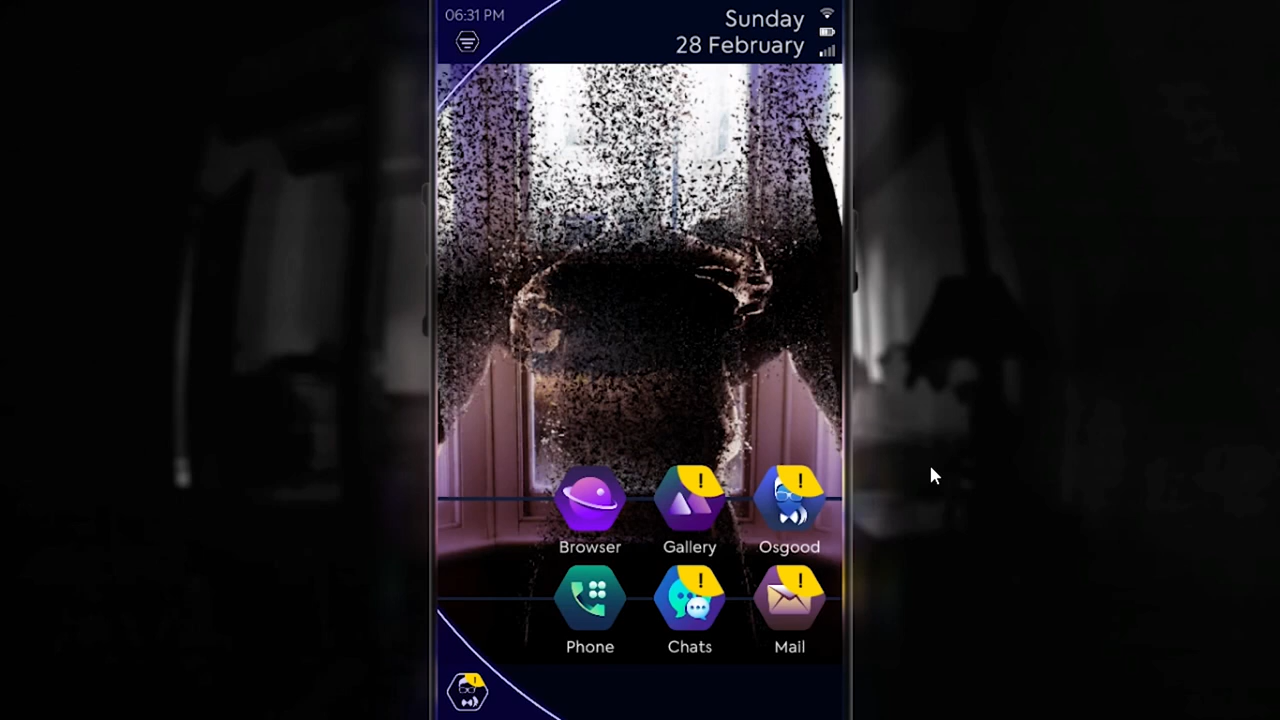 06:31 PM
Sunday
28 February
!
!
Browser
Gallery
Osgood
!
!
Phone
Chats
Mail
!